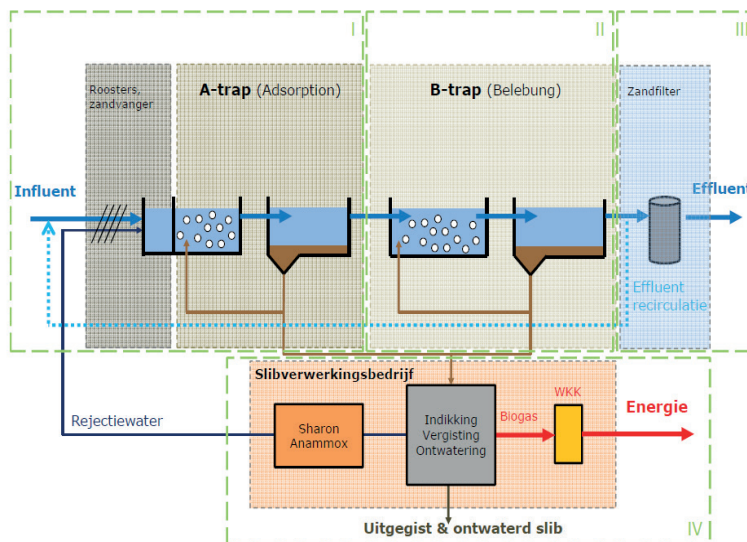 I
II
III
Roosters,
zandvanger
A-trap (Adsorption)
B-trap (Belebung)
Zandfilter
Influent
Effluent
Effluent
recirculatie
Slibverwerkingsbedrijf
Rejectiewater
Sharon
Anammox
Indikking
Vergisting
Ontwatering
Biogas
WKK
Energie
Uitgegist & ontwaterd slib
IV